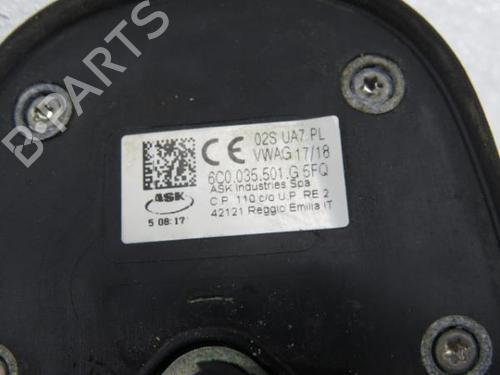 B-PARTS
CE 02S UA7.PL
VWAG 17/18
6C0.035.501.G 5FQ
ASK Industries Spa
C.P. 110 c/o U.P. RE 2
42121 Reggio Emilia IT
ASK
5 08:17